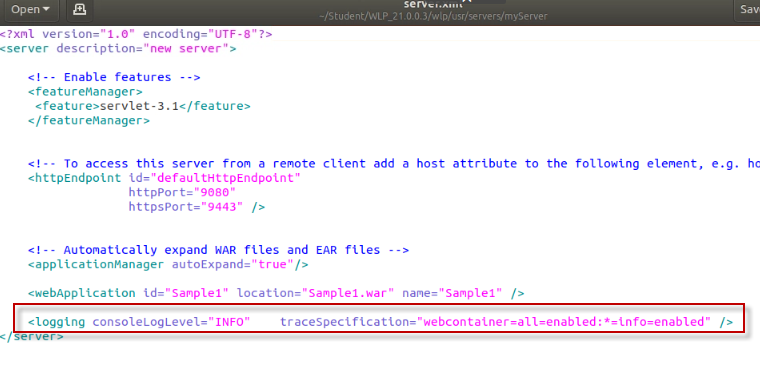 Open
server.xml
~/Student/WLP_21.0.0.3/wlp/usr/servers/myServer
<?xml version="1.0" encoding="UTF-8"?>
<server description="new server">
<!-- Enable features -->
<featureManager>
<feature>servlet-3.1</feature>
</featureManager>
<!-- To access this server from a remote client add a host attribute to the following element, e.g. ho
<httpEndpoint id="defaultHttpEndpoint"
httpPort="9080"
httpsPort="9443" />
<!-- Automatically expand WAR files and EAR files -->
<applicationManager autoExpand="true"/>
<webApplication id="Sample1" location="Sample1.war" name="Sample1" />
<logging consoleLogLevel="INFO" traceSpecification="webcontainer=all=enabled:*=info=enabled" />
</server>